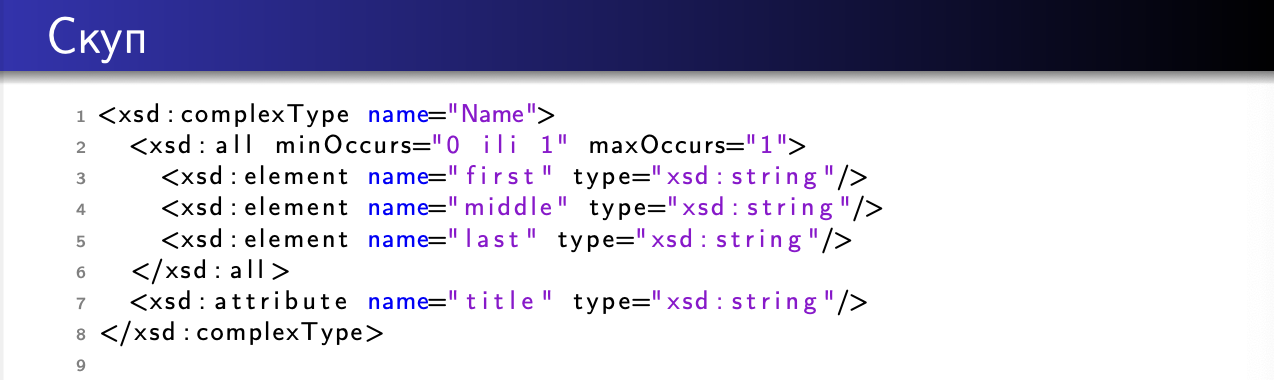 Скуп
1 <xsd:complexType name="Name">
2 <xsd:all minOccurs="0 ili 1" maxOccurs="1">
3 <xsd:element name="first" type="xsd:string"/>
4 <xsd:element name="middle" type="xsd:string"/>
5 <xsd:element name="last" type="xsd:string"/>
6 </xsd:all>
7 <xsd:attribute name="title" type="xsd:string"/>
8 </xsd:complexType>
9